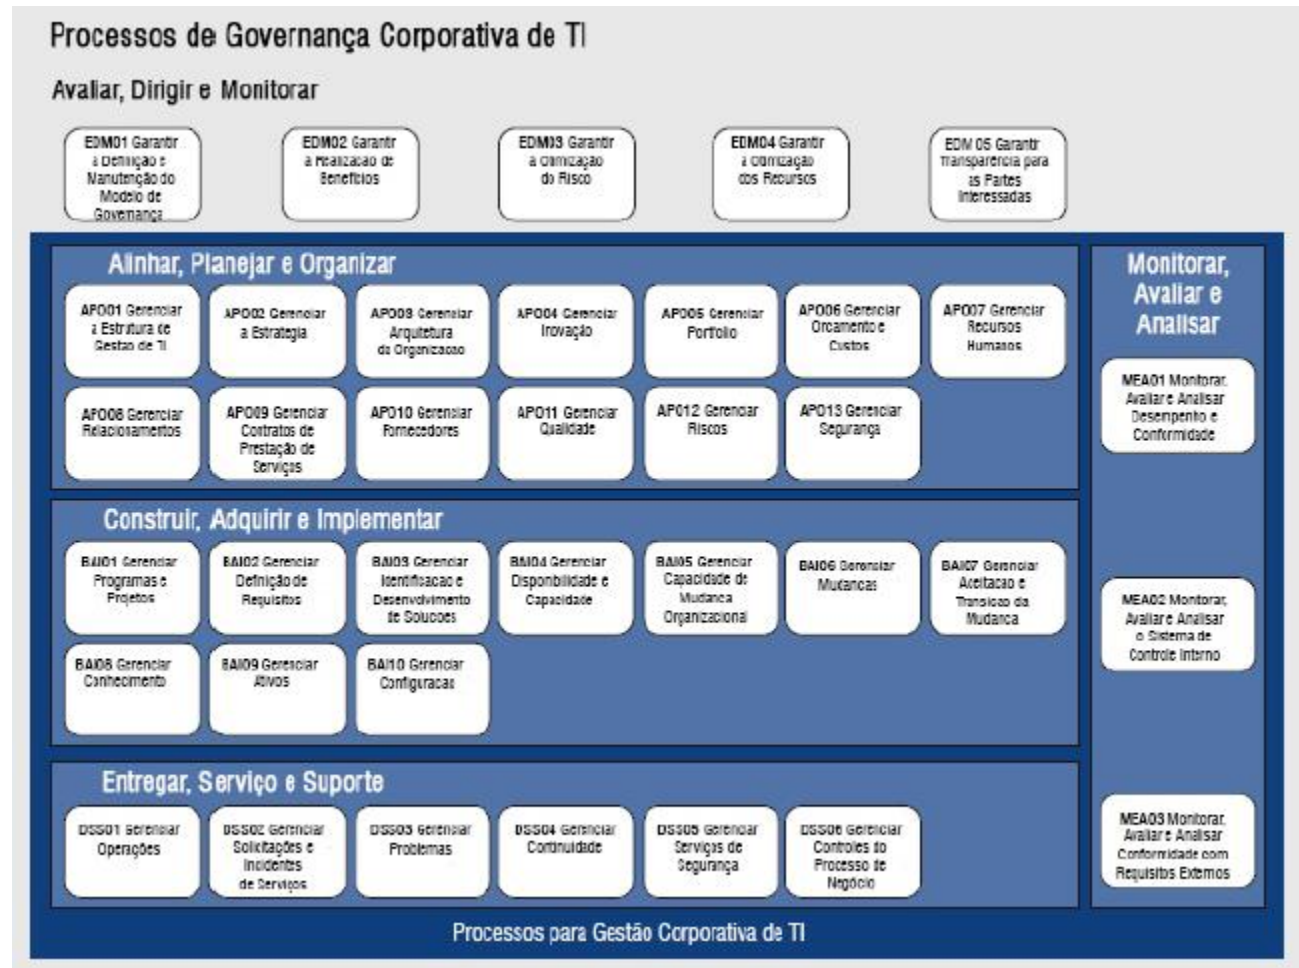 Processos de Governança Corporativa de TI
Avaliar, Dirigir e Monitorar
EDM01 Garantir
a Definição e
Manutenção do
Modelo de
Governança
EDM02 Garantir
a Realização de
Benefícios
EDM03 Garantir
a Otimização
do Risco
EDM04 Garantir
a Otimização
dos Recursos
EDM05 Garantir
Transparência para
as Partes
Interessadas
Alinhar, Planejar e Organizar
APO01 Gerenciar
a Estrutura de
Gestão de TI
APO02 Gerenciar
a Estratégia
APO03 Gerenciar
Arquitetura
da Organização
APO04 Gerenciar
Inovação
APO05 Gerenciar
Portfolio
APO06 Gerenciar
Orçamento e
Custos
APO07 Gerenciar
Recursos
Humanos
APO08 Gerenciar
Relacionamentos
APO09 Gerenciar
Contratos de
Prestação de
Serviços
APO10 Gerenciar
Fornecedores
APO11 Gerenciar
Qualidade
APO12 Gerenciar
Riscos
APO13 Gerenciar
Segurança
Construir, Adquirir e Implementar
BAI01 Gerenciar
Programas e
Projetos
BAI02 Gerenciar
Definição de
Requisitos
BAI03 Gerenciar
Identificação e
Desenvolvimento
de Soluções
BAI04 Gerenciar
Disponibilidade e
Capacidade
BAI05 Gerenciar
Capacidade de
Mudança
Organizacional
BAI06 Gerenciar
Mudanças
BAI07 Gerenciar
Aceitação e
Transição da
Mudança
BAI08 Gerenciar
Conhecimento
BAI09 Gerenciar
Ativos
BAI10 Gerenciar
Configuração
Entregar, Serviço e Suporte
DSS01 Gerenciar
Operações
DSS02 Gerenciar
Solicitações e
Incidentes
de Serviços
DSS03 Gerenciar
Problemas
DSS04 Gerenciar
Continuidade
DSS05 Gerenciar
Serviços de
Segurança
DSS06 Gerenciar
Controles do
Processo de
Negócio
Monitorar,
Avaliar e
Analisar
MEA01 Monitorar,
Avaliar e Analisar
Desempenho e
Conformidade
MEA02 Monitorar,
Avaliar e Analisar
o Sistema de
Controle Interno
MEA03 Monitorar,
Avaliar e Analisar
Conformidade com
Requisitos Externos
Processos para Gestão Corporativa de TI